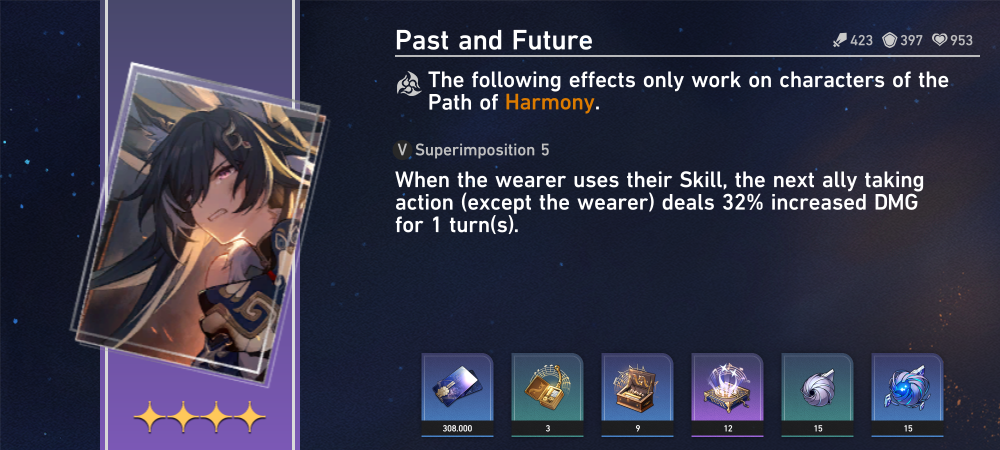 Past and Future
423 397 953
The following effects only work on characters of the
Path of Harmony.
V Superimposition 5
When the wearer uses their Skill, the next ally taking
action (except the wearer) deals 32% increased DMG
for 1 turn(s).
308.000 3 9 12 15 15